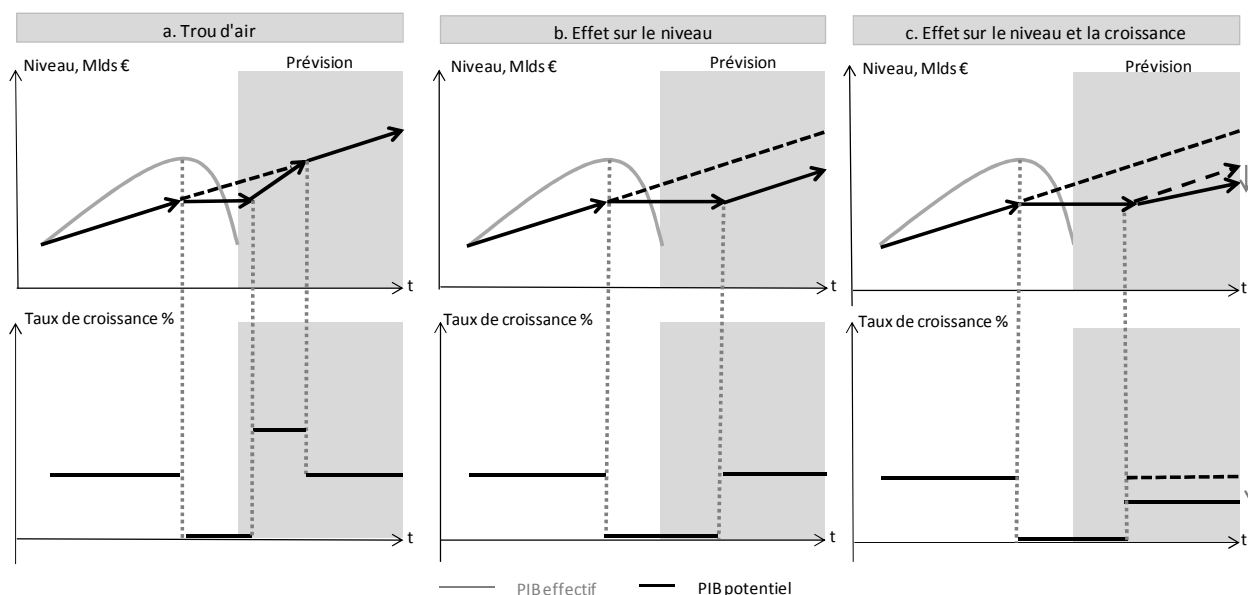 a. Trou d'air
b. Effet sur le niveau
c. Effet sur le niveau et la croissance
Niveau, Mlds €
Prévision
Niveau, Mlds €
Prévision
Niveau, Mlds €
Prévision
t
t
t
Taux de croissance %
Taux de croissance %
Taux de croissance %
t
t
t
PIB effectif
PIB potentiel